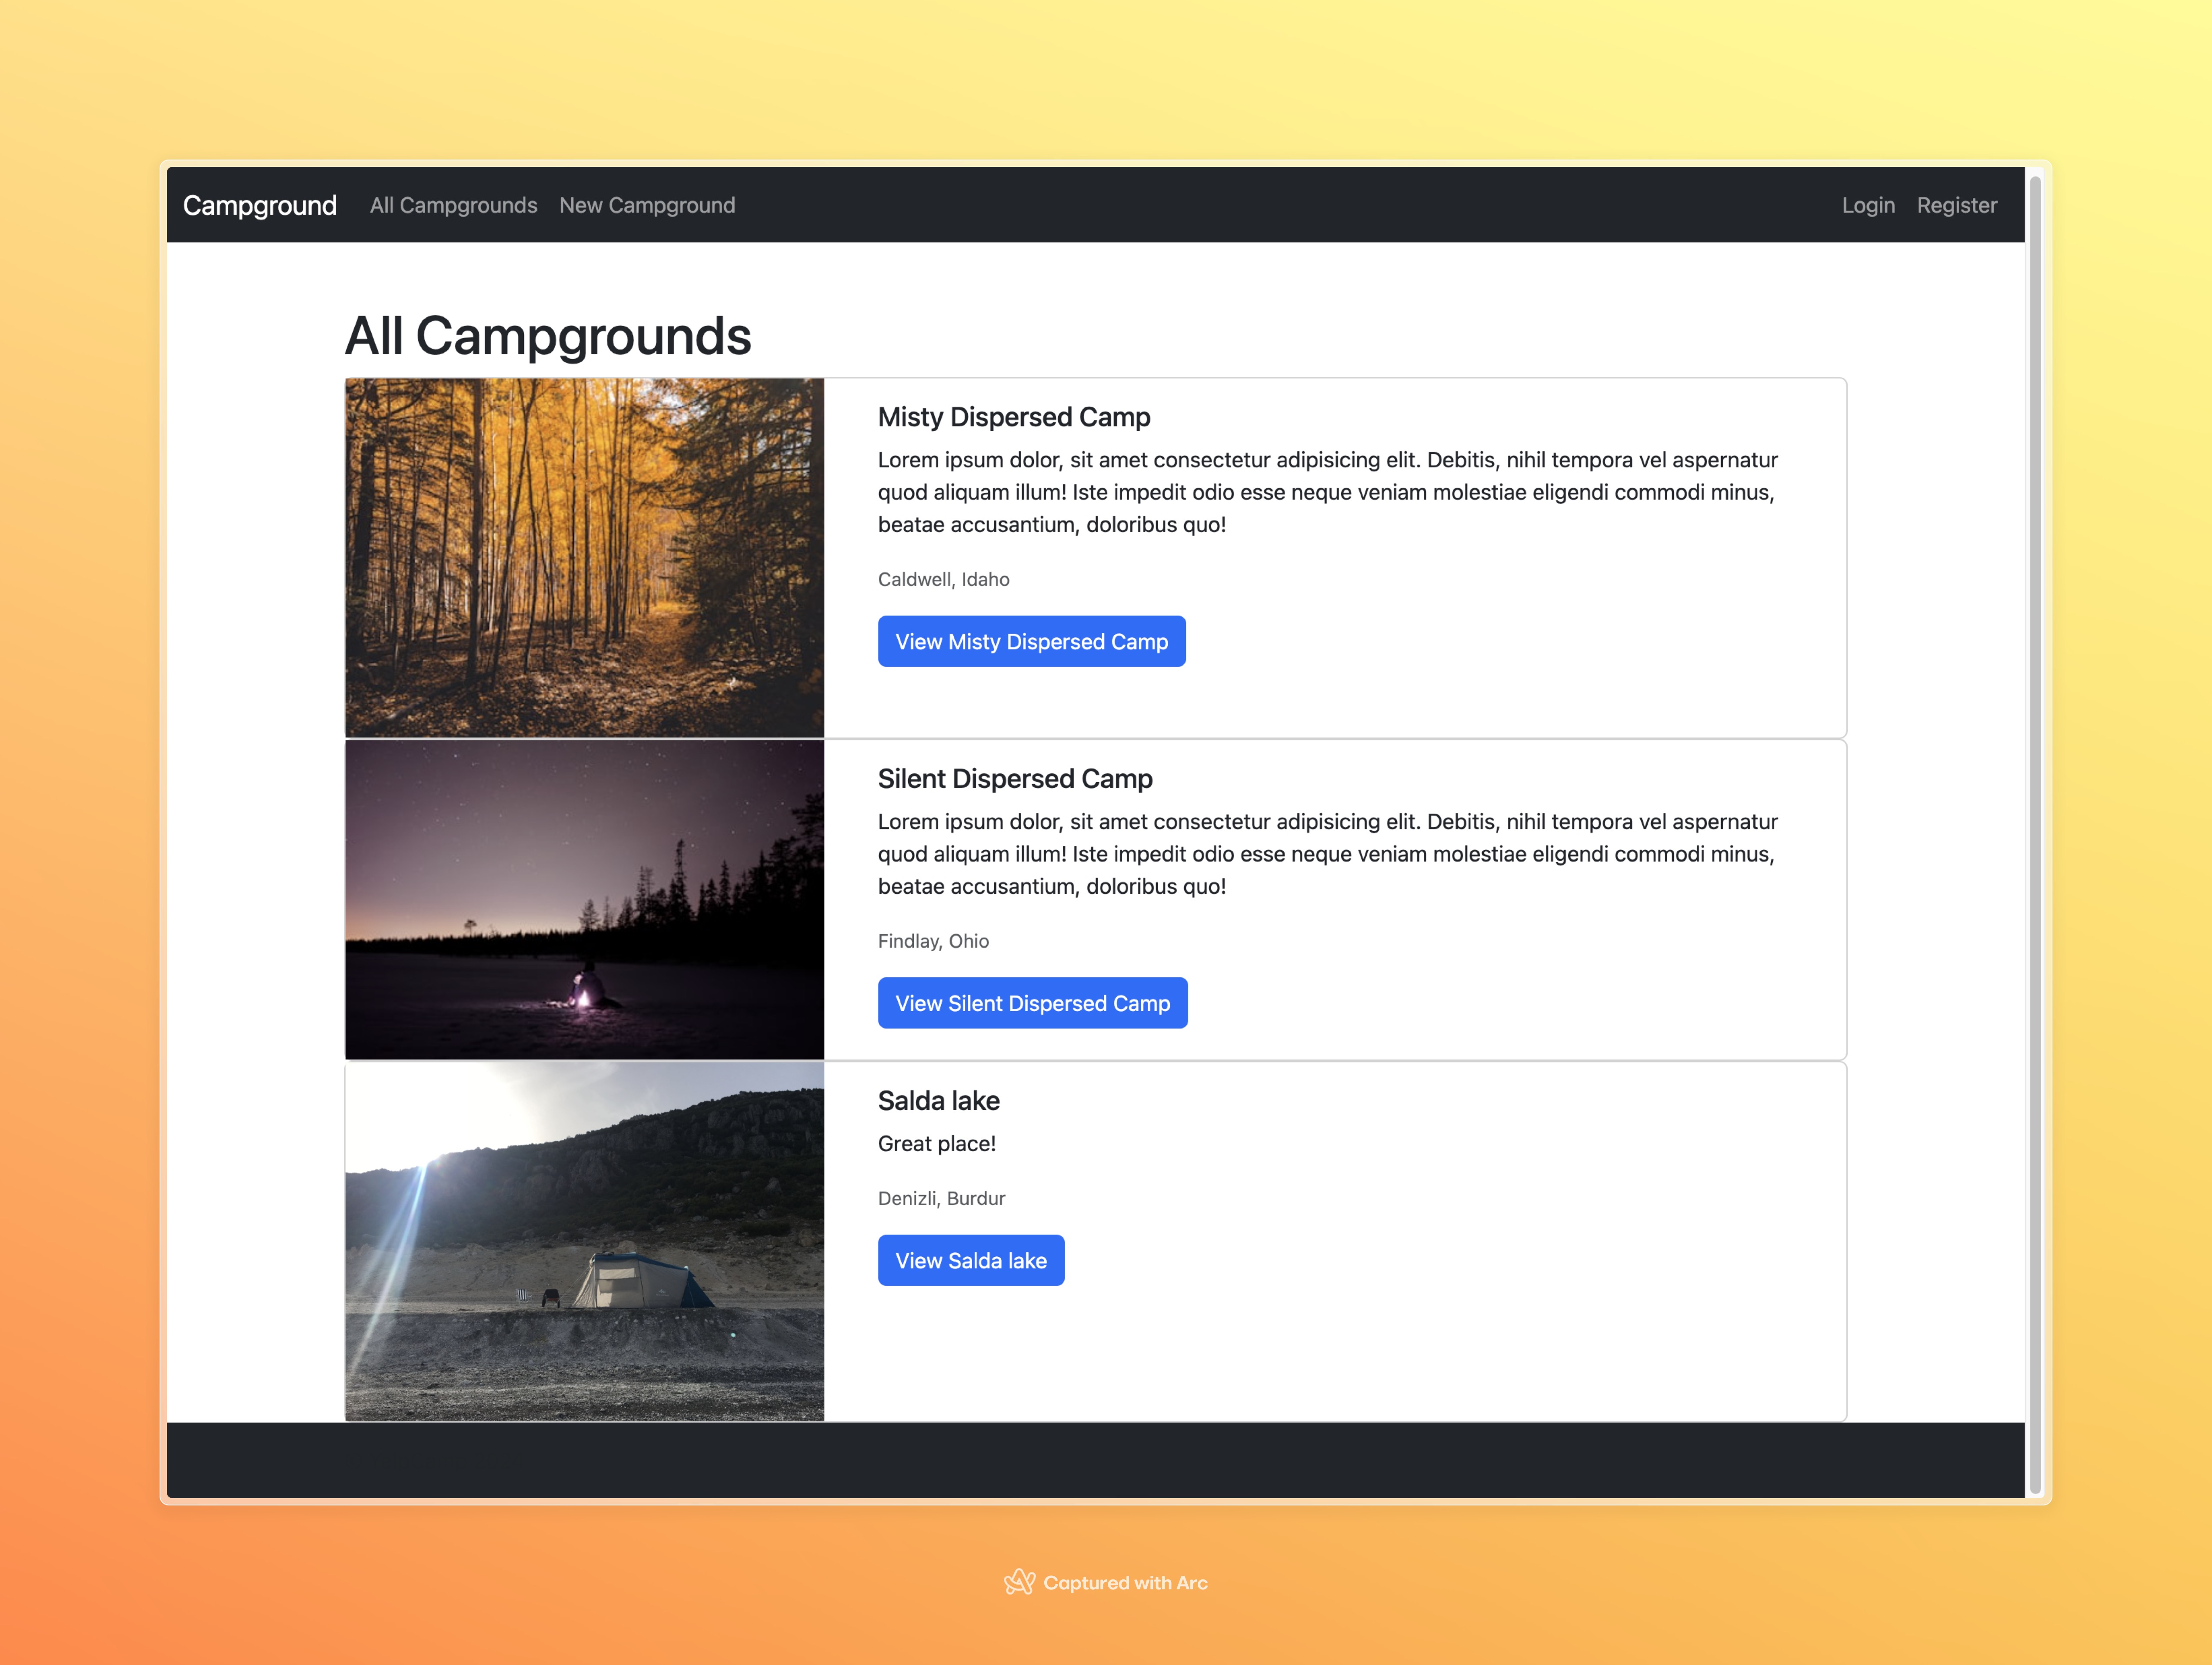 Campground All Campgrounds New Campground Login Register
All Campgrounds
Misty Dispersed Camp
Lorem ipsum dolor, sit amet consectetur adipisicing elit. Debitis, nihil tempora vel aspernatur
quod aliquam illum! Iste impedit odio esse neque veniam molestiae eligendi commodi minus,
beatae accusantium, doloribus quo!
Caldwell, Idaho
View Misty Dispersed Camp
Silent Dispersed Camp
Lorem ipsum dolor, sit amet consectetur adipisicing elit. Debitis, nihil tempora vel aspernatur
quod aliquam illum! Iste impedit odio esse neque veniam molestiae eligendi commodi minus,
beatae accusantium, doloribus quo!
Findlay, Ohio
View Silent Dispersed Camp
Salda lake
Great place!
Denizli, Burdur
View Salda lake
Captured with Arc